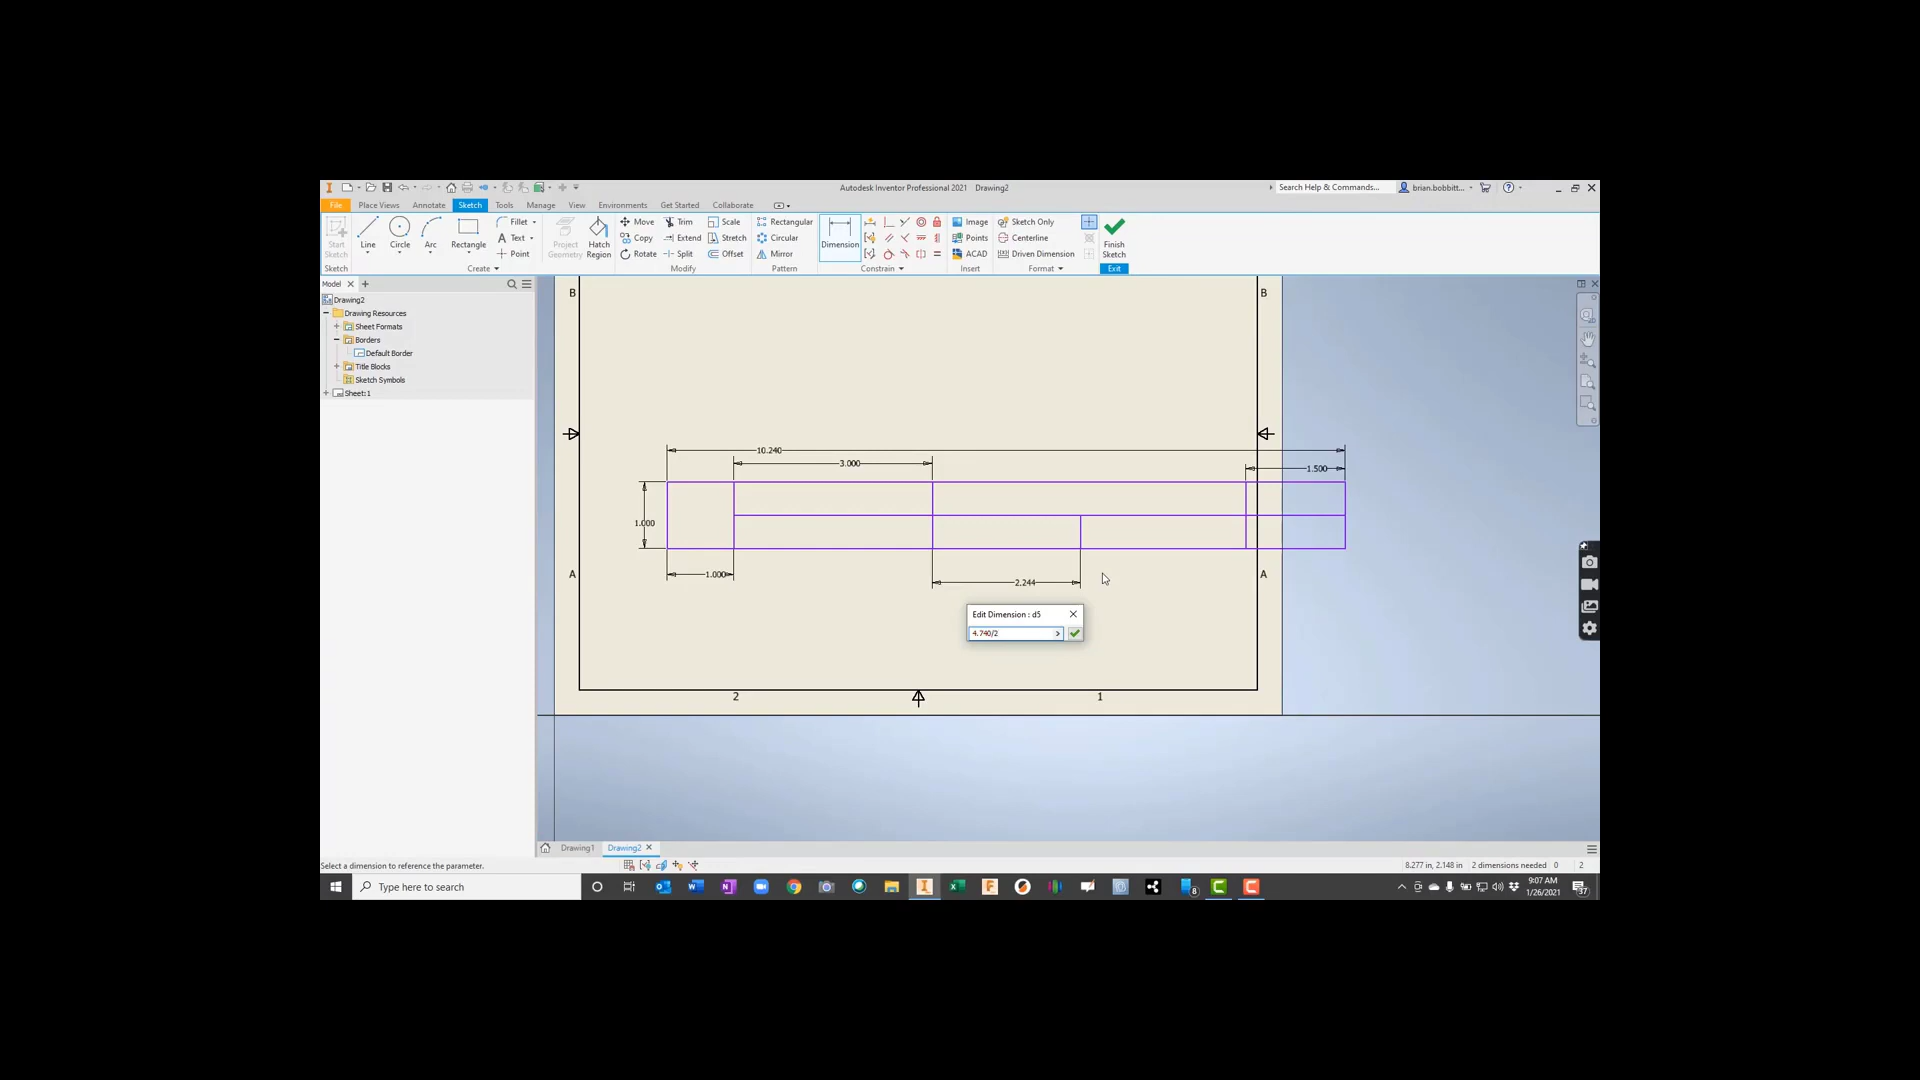 Autodesk Inventor Professional 2021 Drawing2
Search Help & Commands...
brian.bobbitt...
File Place Views Annotate Sketch Tools Manage View Environments Get Started Collaborate
Start Sketch
Line
Circle
Arc
Rectangle
Fillet
Text
Point
Project Geometry
Hatch Region
Move
Copy
Rotate
Trim
Extend
Split
Scale
Stretch
Offset
Rectangular
Circular
Mirror
Dimension
Image
Points
ACAD
Sketch Only
Centerline
Driven Dimension
Finish Sketch
Sketch Create Modify Pattern Constrain Insert Format Exit
Model
Drawing2
Drawing Resources
Sheet Formats
Borders
Default Border
Title Blocks
Sketch Symbols
Sheet:1
B B
10.240
3.000
1.500
1.000
A A
1.000
2.244
Edit Dimension : d5
4.740/2
2 1
Drawing1 Drawing2
Select a dimension to reference the parameter.
8.277 in, 2.148 in 2 dimensions needed 0 2
Type here to search
8
9:07 AM
1/26/2021
37